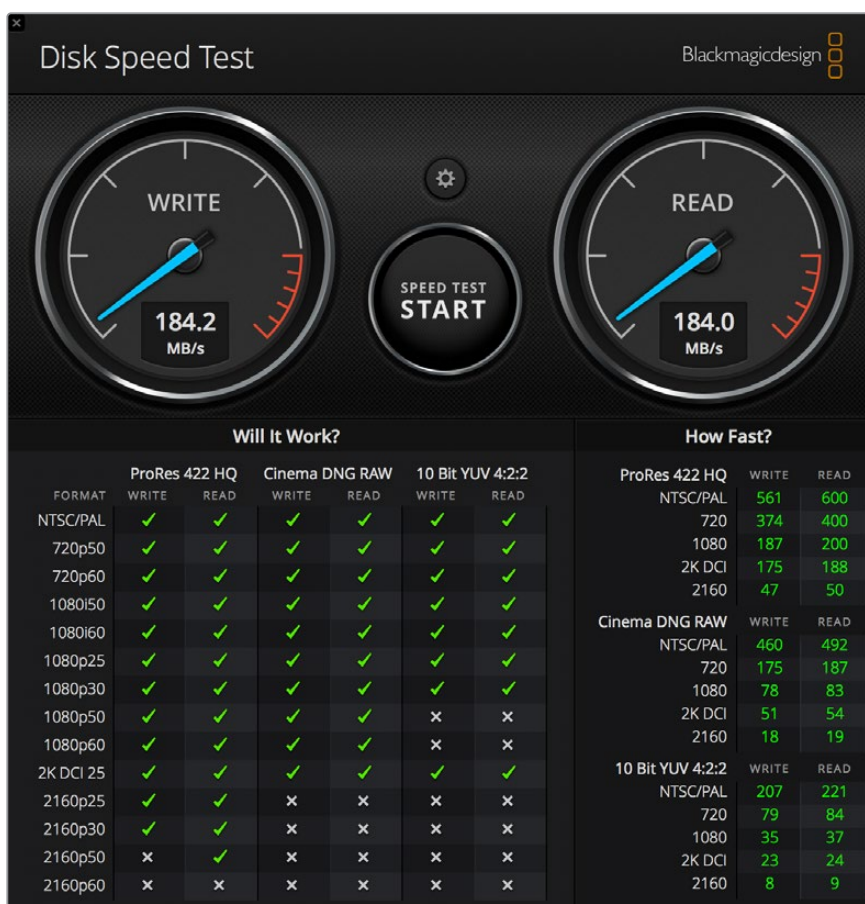 Disk Speed Test
Blackmagicdesign
WRITE
184.2
MB/s
SPEED TEST
START
READ
184.0
MB/s
Will It Work?
ProRes 422 HQ Cinema DNG RAW 10 Bit YUV 4:2:2
FORMAT WRITE READ WRITE READ WRITE READ
NTSC/PAL
720p50
720p60
1080i50
1080i60
1080p25
1080p30
1080p50
1080p60
2K DCI 25
2160p25
2160p30
2160p50
2160p60
How Fast?
ProRes 422 HQ WRITE READ
NTSC/PAL 561 600
720 374 400
1080 187 200
2K DCI 175 188
2160 47 50
Cinema DNG RAW WRITE READ
NTSC/PAL 460 492
720 175 187
1080 78 83
2K DCI 51 54
2160 18 19
10 Bit YUV 4:2:2 WRITE READ
NTSC/PAL 207 221
720 79 84
1080 35 37
2K DCI 23 24
2160 8 9